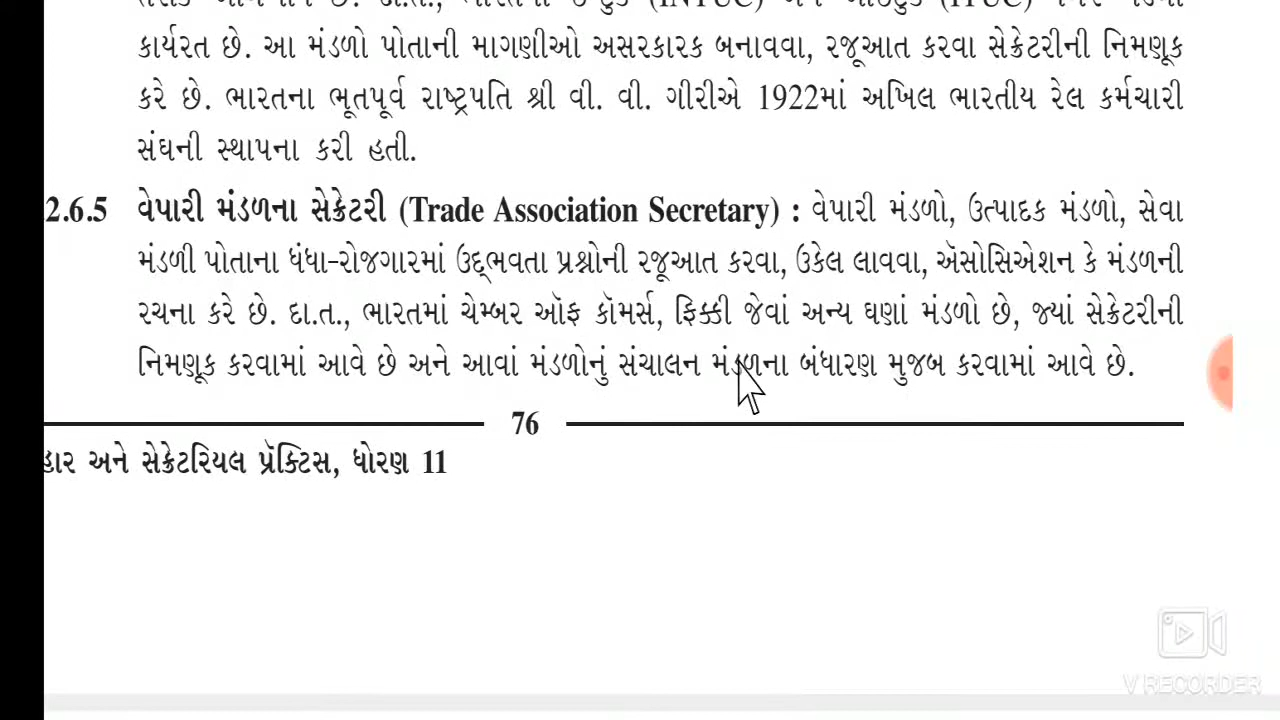 કાર્યરત છે. આ મંડળો પોતાની માગણીઓ અસરકારક બનાવવા, રજૂઆત કરવા સેક્રેટરીની નિમણૂક
કરે છે. ભારતના ભૂતપૂર્વ રાષ્ટ્રપતિ શ્રી વી. વી. ગીરીએ 1922માં અખિલ ભારતીય રેલ કર્મચારી
સંઘની સ્થાપના કરી હતી.
2.6.5 વેપારી મંડળના સેક્રેટરી (Trade Association Secretary) : વેપારી મંડળો, ઉત્પાદક મંડળો, સેવા
મંડળી પોતાના ધંધા-રોજગારમાં ઉદ્ભવતા પ્રશ્નોની રજૂઆત કરવા, ઉકેલ લાવવા, ઍસોસિએશન કે મંડળની
રચના કરે છે. દા.ત., ભારતમાં ચેમ્બર ઑફ કૉમર્સ, ફિક્કી જેવાં અન્ય ઘણાં મંડળો છે, જ્યાં સેક્રેટરીની
નિમણૂક કરવામાં આવે છે અને આવાં મંડળોનું સંચાલન મંડળના બંધારણ મુજબ કરવામાં આવે છે.
76
અને સેક્રેટરિયલ પ્રૅક્ટિસ, ધોરણ 11
V RECORDER